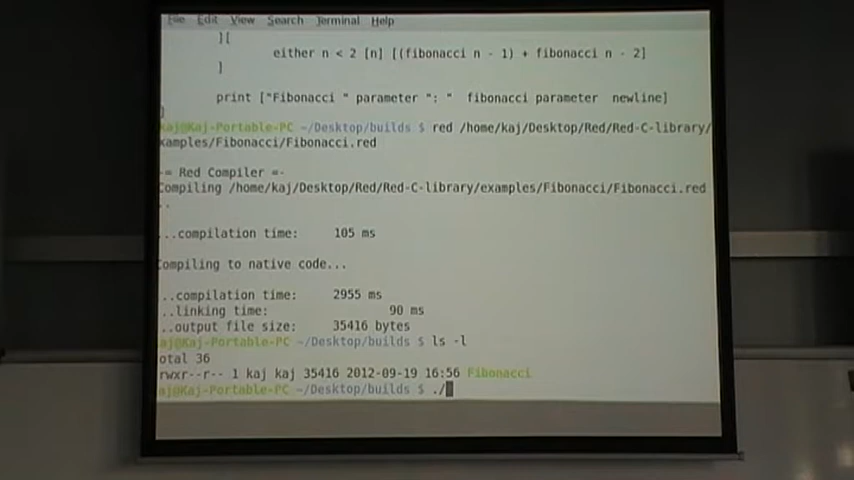 File Edit View Search Terminal Help
][
either n < 2 [n] [(fibonacci n - 1) + fibonacci n - 2]
]
print ["Fibonacci " parameter ": "  fibonacci parameter  newline]
]
kaj@Kaj-Portable-PC ~/Desktop/builds $ red /home/kaj/Desktop/Red/Red-C-library/
xamples/Fibonacci/Fibonacci.red
-= Red Compiler =-
Compiling /home/kaj/Desktop/Red/Red-C-library/examples/Fibonacci/Fibonacci.red
..
...compilation time:     105 ms
Compiling to native code...
..compilation time:     2955 ms
..linking time:         90 ms
..output file size:     35416 bytes
aj@Kaj-Portable-PC ~/Desktop/builds $ ls -l
otal 36
rwxr--r-- 1 kaj kaj 35416 2012-09-19 16:56 Fibonacci
aj@Kaj-Portable-PC ~/Desktop/builds $ ./